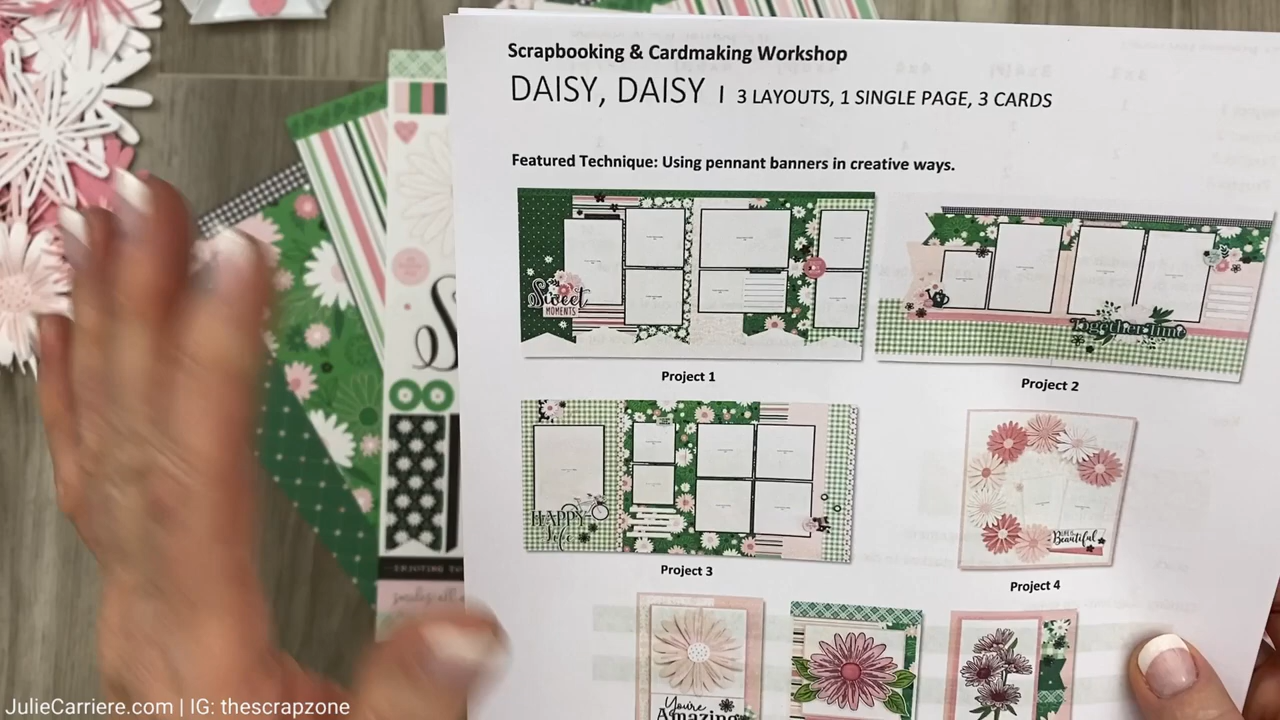 Scrapbooking & Cardmaking Workshop
DAISY, DAISY | 3 LAYOUTS, 1 SINGLE PAGE, 3 CARDS
Featured Technique: Using pennant banners in creative ways.
Sweet
MOMENTS
Together Time
Project 1
Project 2
HAPPY
Life
Beautiful
Project 3
Project 4
You're
Amazing
ENJOYING
JulieCarriere.com | IG: thescrapzone